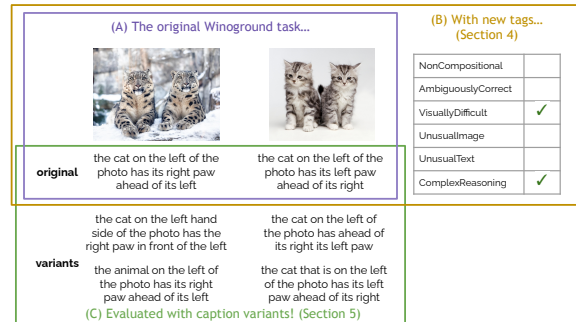 (A) The original Winoground task...
(B) With new tags...
(Section 4)
NonCompositional
AmbiguouslyCorrect
VisuallyDifficult ✓
UnusualImage
UnusualText
ComplexReasoning ✓
original
the cat on the left of the
photo has its right paw
ahead of its left
the cat on the left of the
photo has its left paw
ahead of its right
variants
the cat on the left hand
side of the photo has the
right paw in front of the left
the cat on the left of
the photo has ahead of
its right its left paw
the animal on the left of
the photo has its right
paw ahead of its left
the cat that is on the left
of the photo has its left
paw ahead of its right
(C) Evaluated with caption variants! (Section 5)